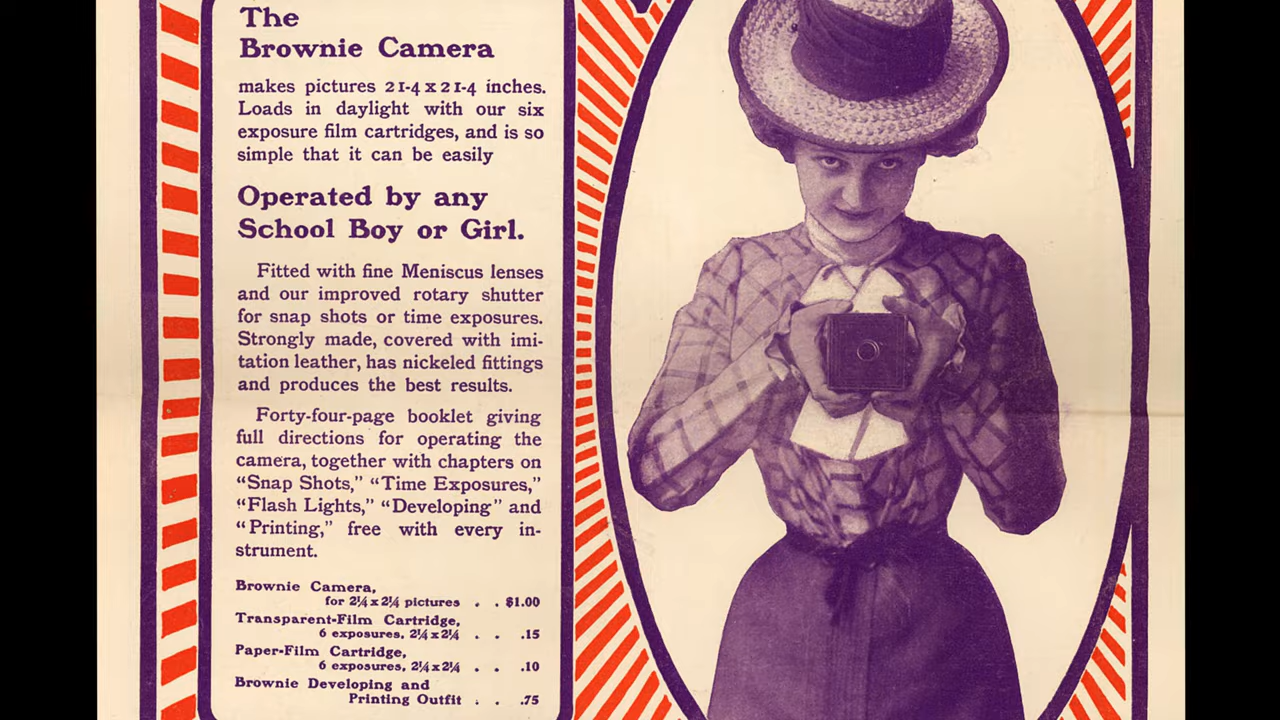 The
Brownie Camera
makes pictures 2 1-4 x 2 1-4 inches.
Loads in daylight with our six
exposure film cartridges, and is so
simple that it can be easily
Operated by any
School Boy or Girl.
Fitted with fine Meniscus lenses
and our improved rotary shutter
for snap shots or time exposures.
Strongly made, covered with imi-
tation leather, has nickeled fittings
and produces the best results.
Forty-four-page booklet giving
full directions for operating the
camera, together with chapters on
“Snap Shots,” “Time Exposures,”
“Flash Lights,” “Developing” and
“Printing,” free with every in-
strument.
Brownie Camera,
for 2¼ x 2¼ pictures . . $1.00
Transparent-Film Cartridge,
6 exposures, 2¼ x 2¼ . . .15
Paper-Film Cartridge,
6 exposures, 2¼ x 2¼ . . .10
Brownie Developing and
Printing Outfit . . .75